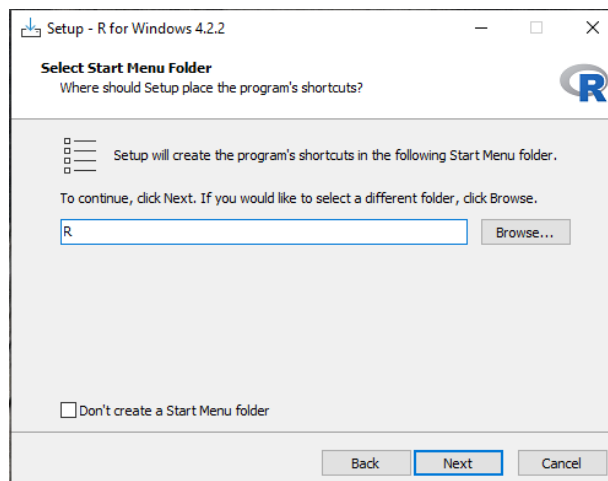 Setup - R for Windows 4.2.2
Select Start Menu Folder
Where should Setup place the program's shortcuts?
R
Setup will create the program's shortcuts in the following Start Menu folder.
To continue, click Next. If you would like to select a different folder, click Browse.
R
Browse...
Don't create a Start Menu folder
Back
Next
Cancel